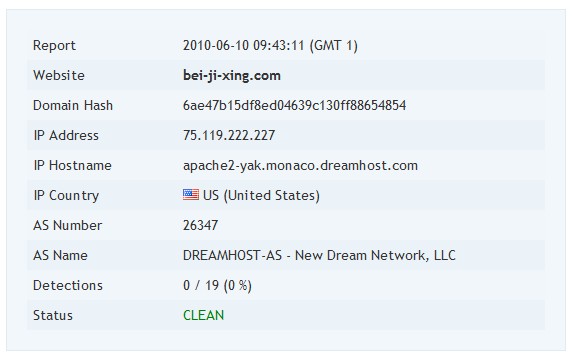 Report 2010-06-10 09:43:11 (GMT 1)
Website bei-ji-xing.com
Domain Hash 6ae47b15df8ed04639c130ff88654854
IP Address 75.119.222.227
IP Hostname apache2-yak.monaco.dreamhost.com
IP Country US (United States)
AS Number 26347
AS Name DREAMHOST-AS - New Dream Network, LLC
Detections 0 / 19 (0 %)
Status CLEAN